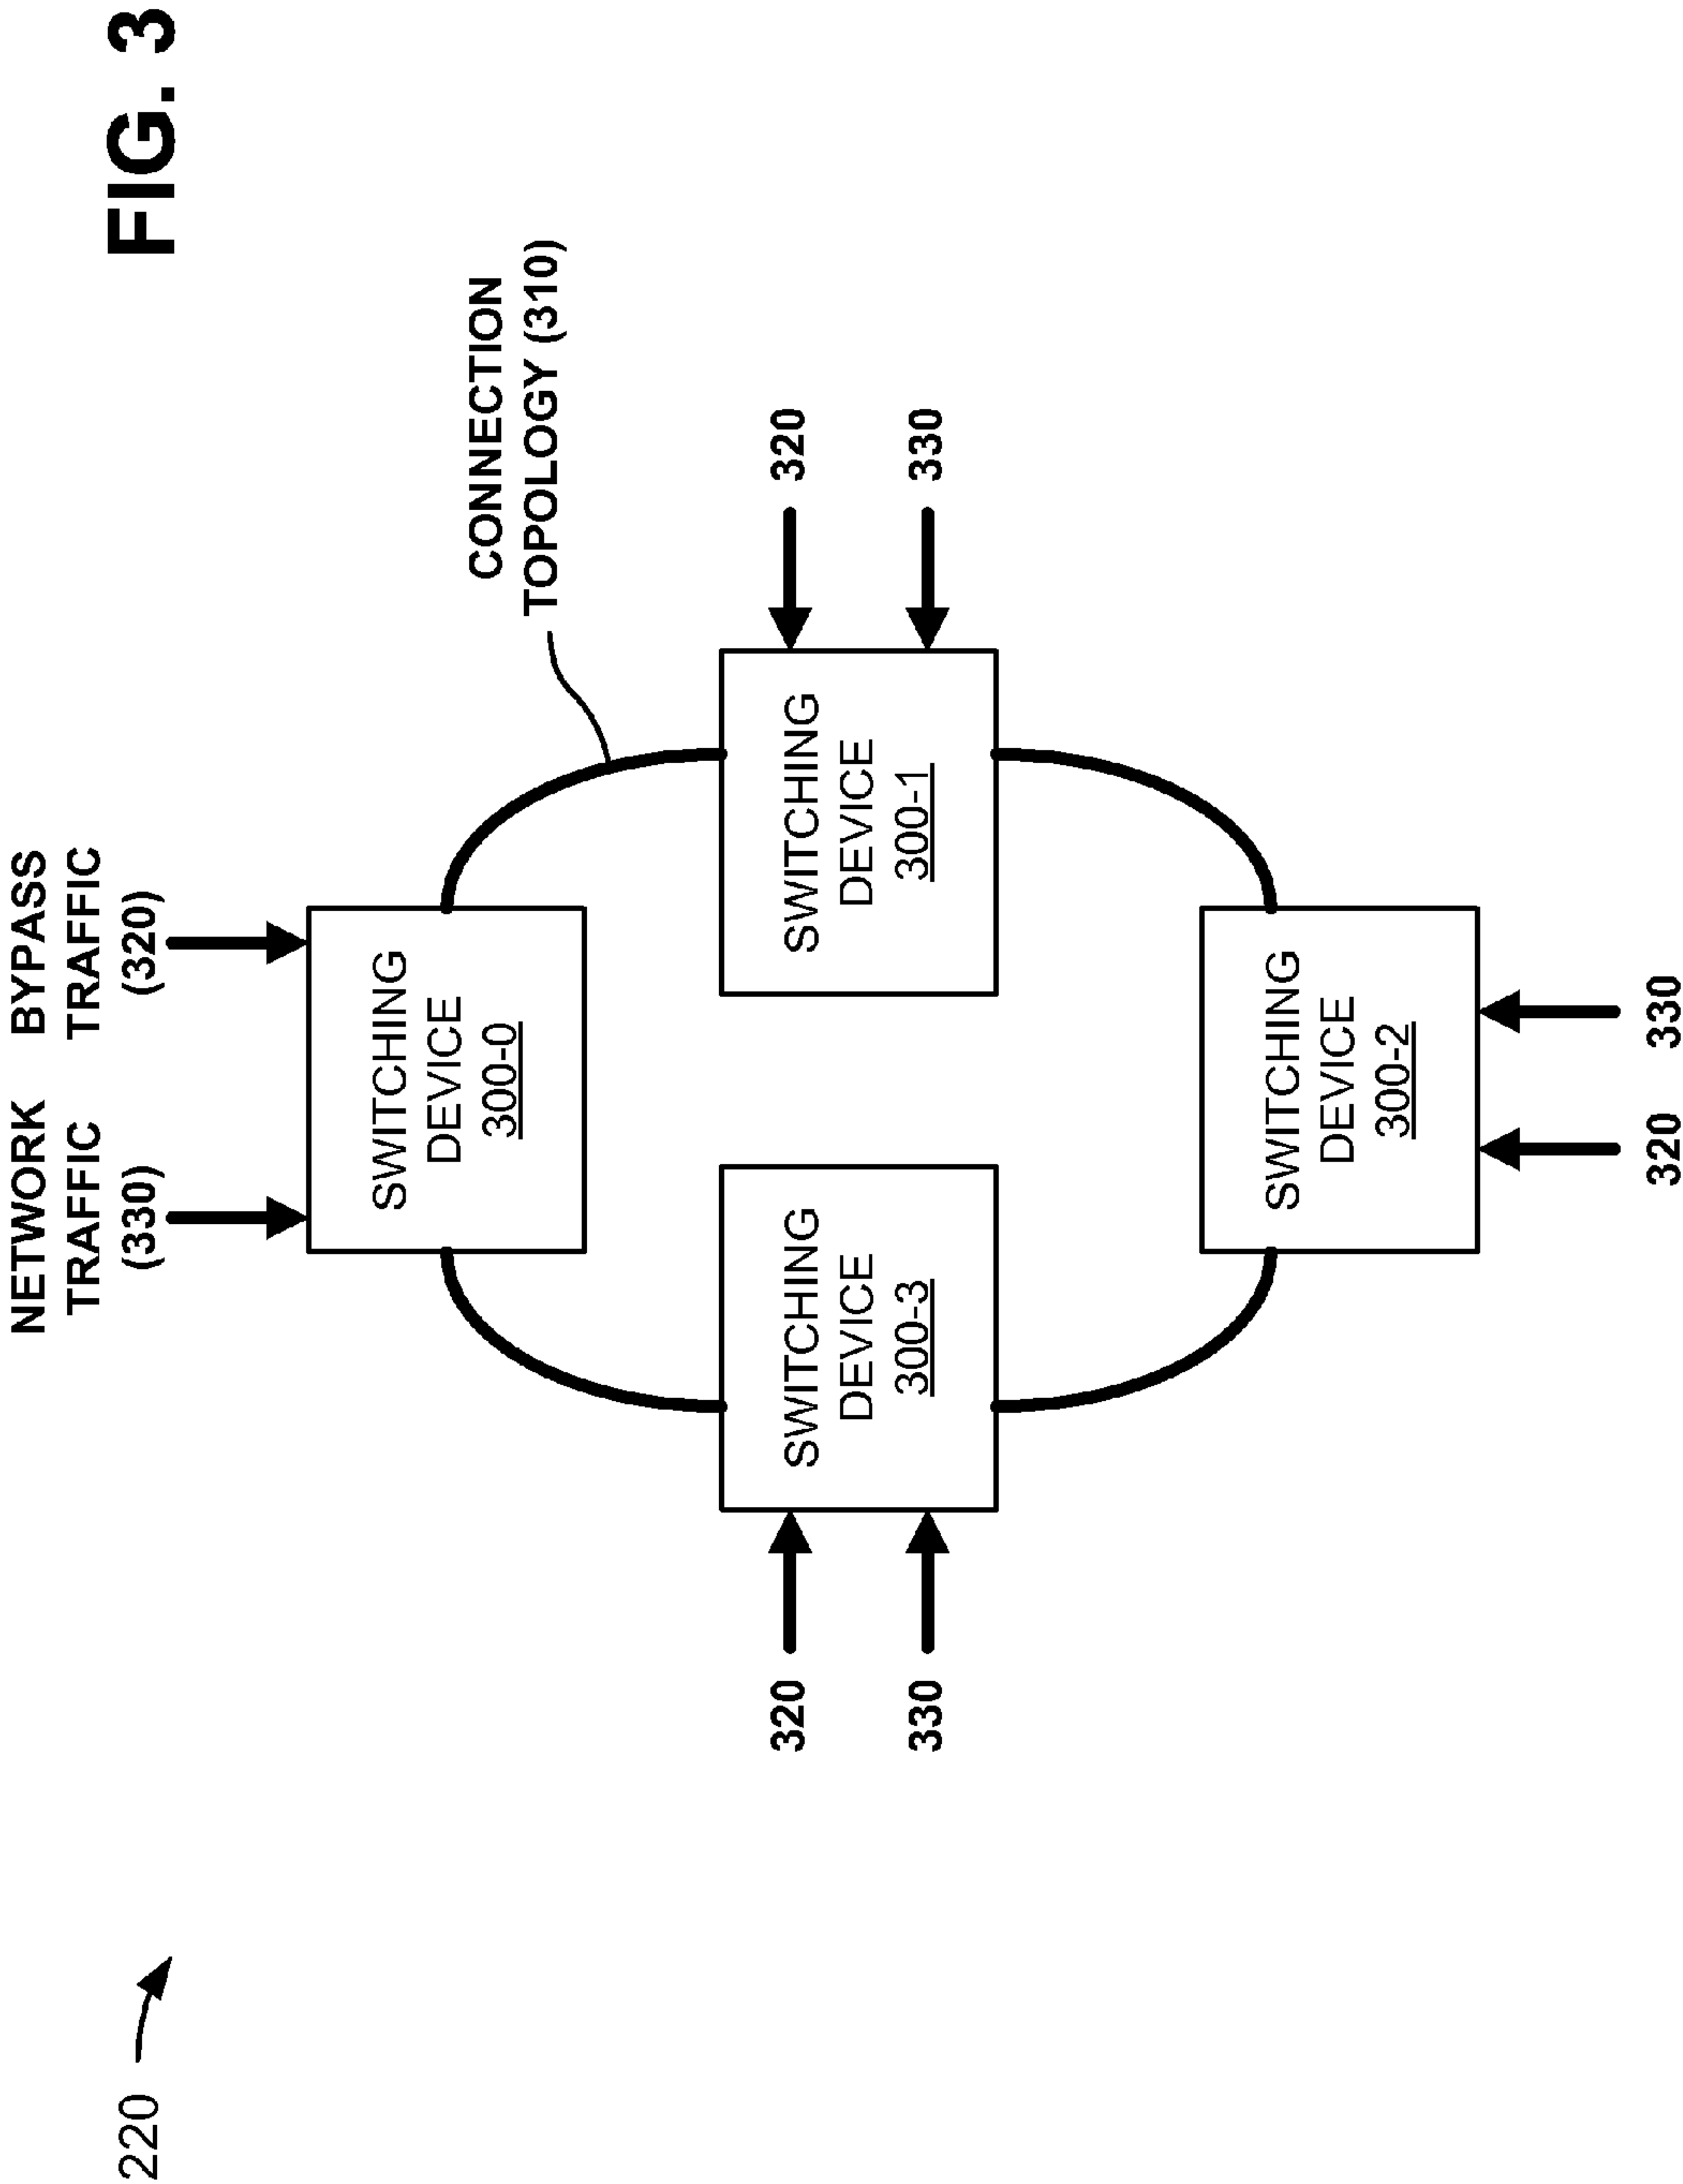 220
NETWORK
TRAFFIC
(330)
BYPASS
TRAFFIC
(320)
FIG. 3
SWITCHING
DEVICE
300-0
CONNECTION
TOPOLOGY (310)
320
330
SWITCHING
DEVICE
300-3
SWITCHING
DEVICE
300-1
320
330
SWITCHING
DEVICE
300-2
320
330